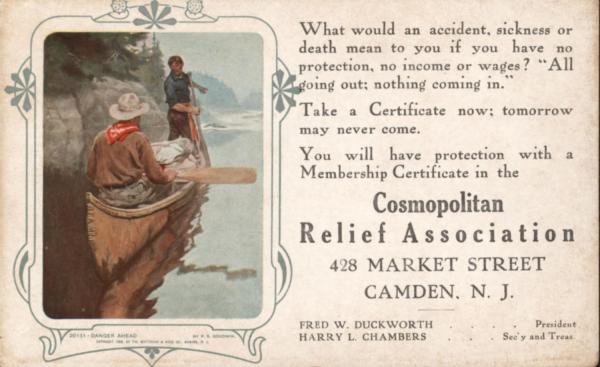 What would an accident, sickness or
death mean to you if you have no
protection, no income or wages? "All
going out; nothing coming in."
Take a Certificate now; tomorrow
may never come.
You will have protection with a
Membership Certificate in the
Cosmopolitan
Relief Association
428 MARKET STREET
CAMDEN, N. J.
FRED W. DUCKWORTH . . . President
HARRY L. CHAMBERS . . . Sec'y and Treas.
20151 - DANGER AHEAD
BY P. R. GOODWIN.